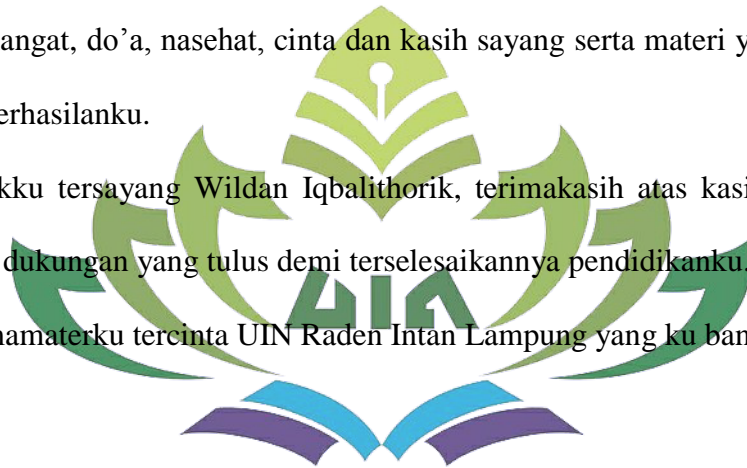 angat, do’a, nasehat, cinta dan kasih sayang serta materi y
erhasilanku.
kku tersayang Wildan Iqbalithorik, terimakasih atas kasi
dukungan yang tulus demi terselesaikannya pendidikanku.
UIN
namaterku tercinta UIN Raden Intan Lampung yang ku ban